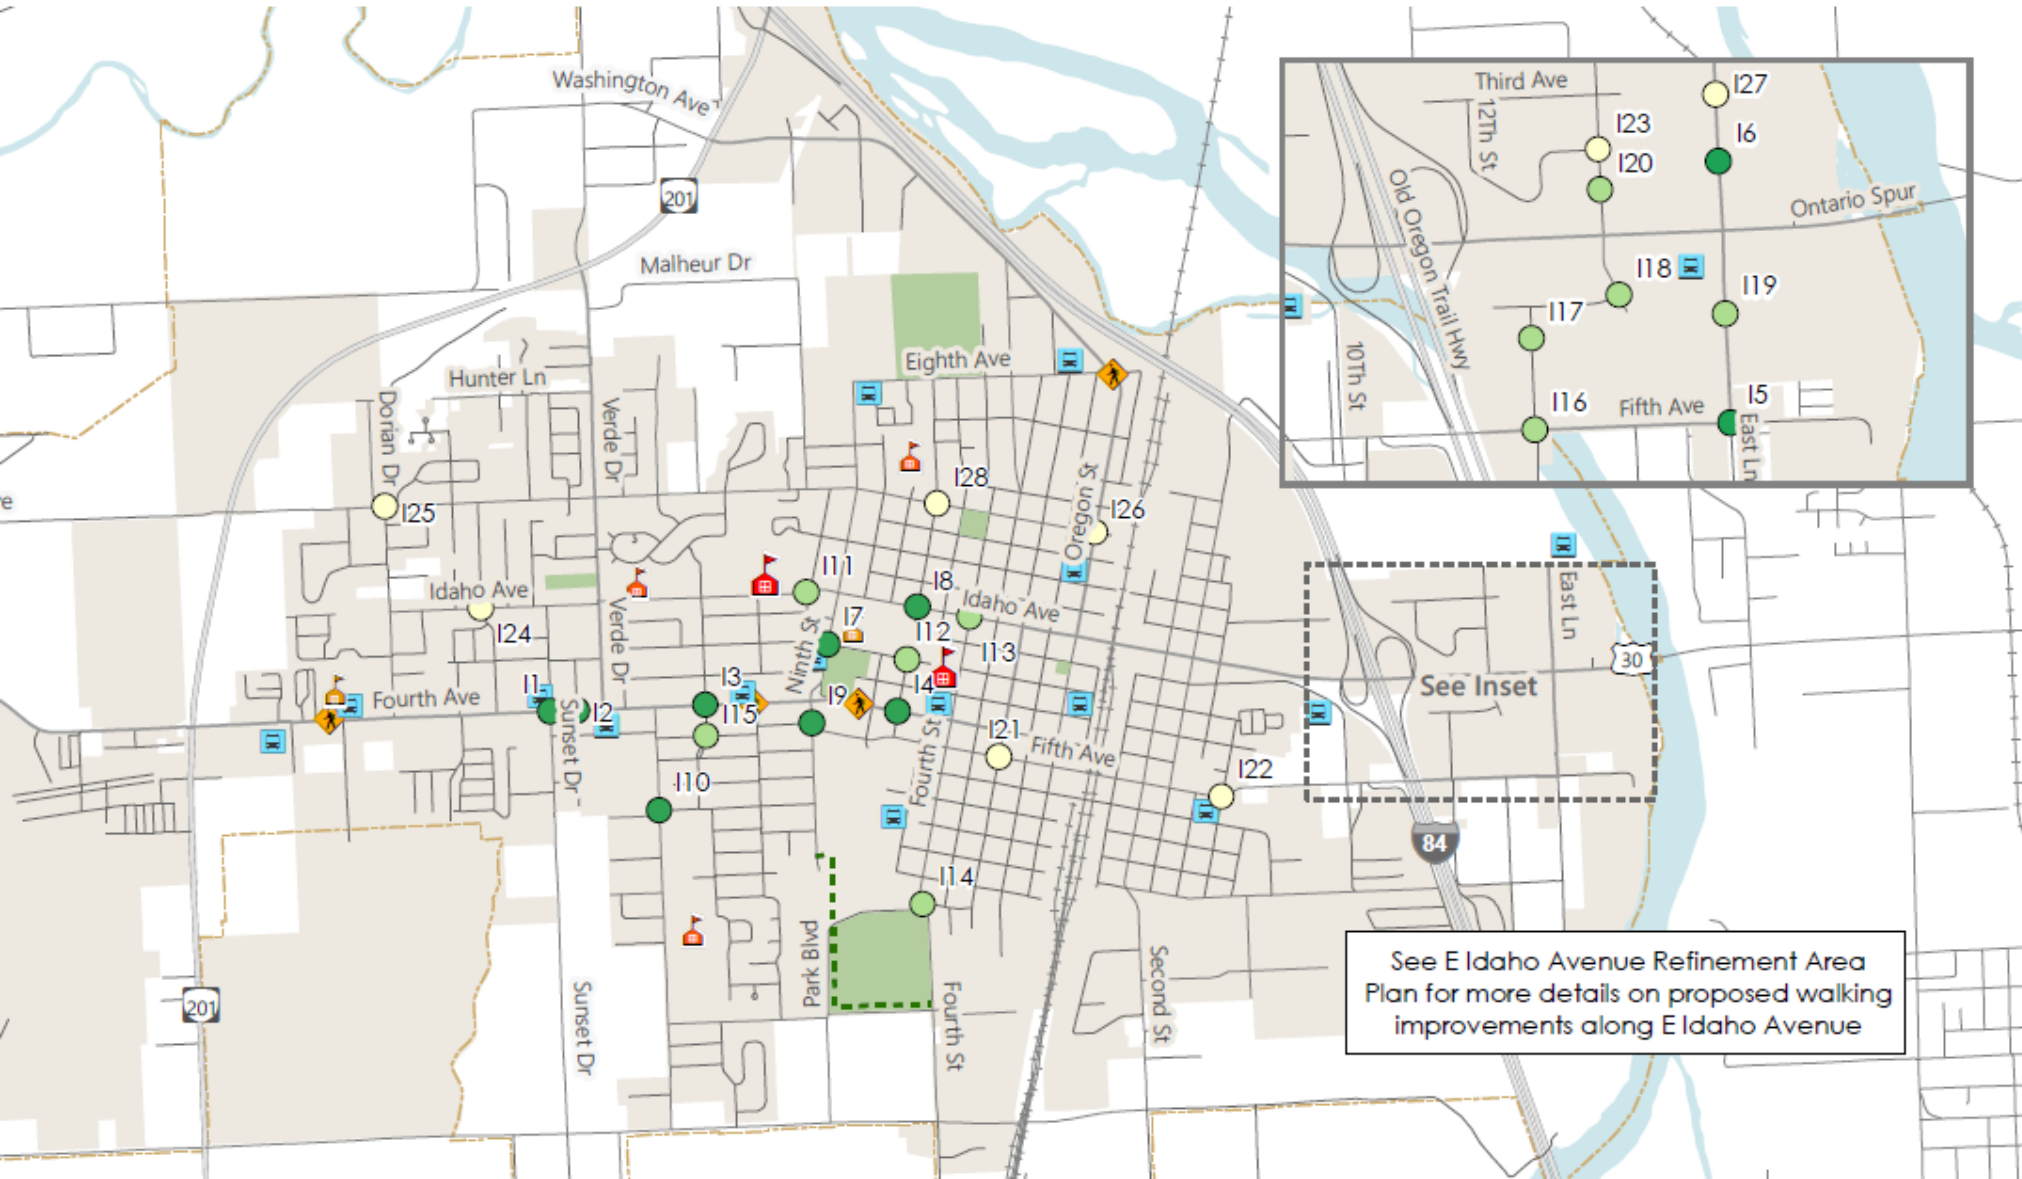 Washington Ave
201
Malheur Dr
Hunter Ln
Dorian Dr
Verde Dr
Eighth Ave
I28
I25
Oregon St
I26
I11
I8
Idaho Ave
Idaho Ave
I24
Verde Dr
I7
I12
I13
Ninth St
Fourth Ave
I1
I2
Sunset Dr
I3
I15
I9
I4
I21
Fifth Ave
Fourth St
I10
I22
I14
Park Blvd
Fourth St
Second St
Sunset Dr
201
84
30
East Ln
See Inset
Third Ave
12Th St
I27
I23
I6
I20
Ontario Spur
Old Oregon Trail Hwy
I18
I19
I17
10Th St
I16
Fifth Ave
I5
East Ln
See E Idaho Avenue Refinement Area
Plan for more details on proposed walking
improvements along E Idaho Avenue